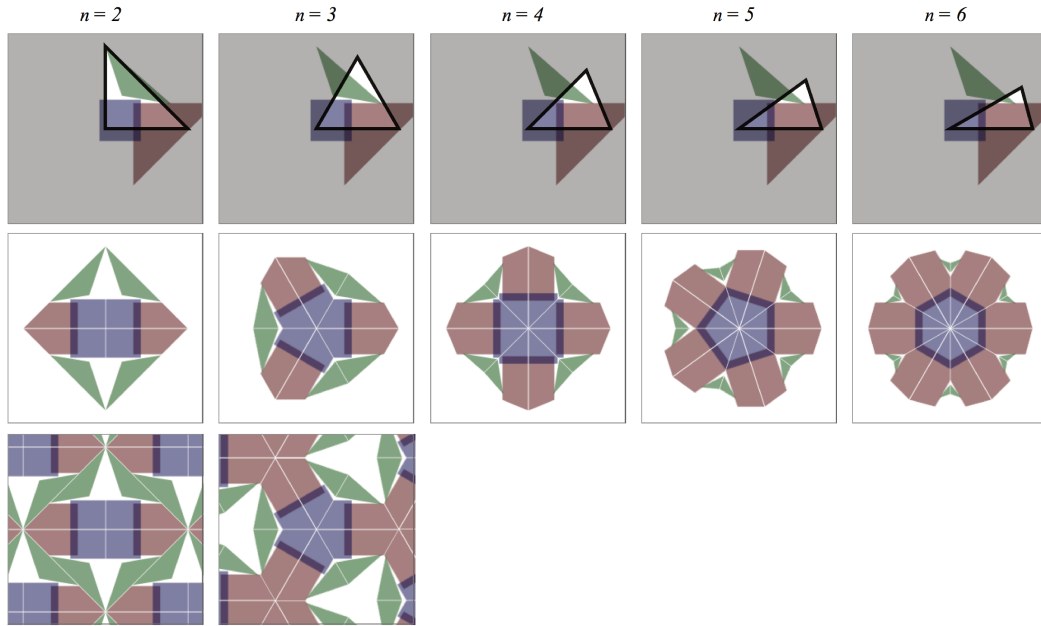 n = 2 n = 3 n = 4 n = 5 n = 6